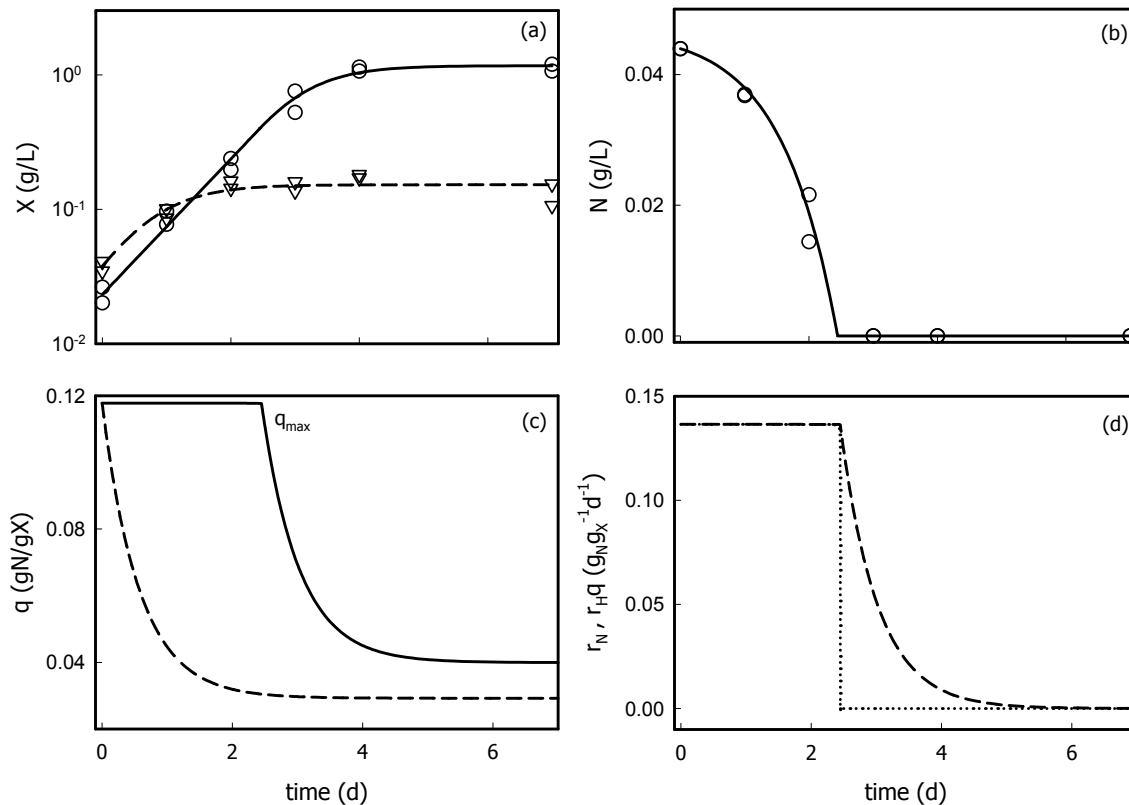 (a)
X (g/L)
10⁰
10⁻¹
10⁻²
(b)
N (g/L)
0.04
0.02
0.00
(c)
q (gN/gX)
0.12
0.08
0.04
q_max
0 2 4 6
time (d)
(d)
r_N , r_H q (g_N g_X⁻¹ d⁻¹)
0.15
0.10
0.05
0.00
0 2 4 6
time (d)